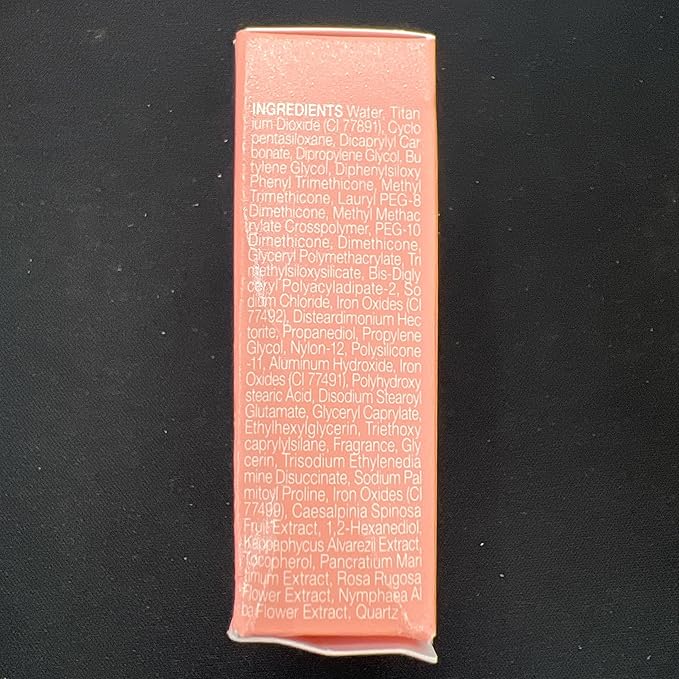 INGREDIENTS Water, Titan
ium Dioxide (CI 77891), Cyclo
pentasiloxane, Dicaprylyl Car
bonate, Dipropylene Glycol, Bu
tylene Glycol, Diphenylsiloxy
Phenyl Trimethicone, Methyl
Trimethicone, Lauryl PEG-8
Dimethicone, Methyl Methac
rylate Crosspolymer, PEG-10
Dimethicone, Dimethicone,
Glyceryl Polymethacrylate, Tri
methylsiloxysilicate, Bis-Digly
ceryl Polyacyladipate-2, So
dium Chloride, Iron Oxides (CI
77492), Disteardimonium Hec
torite, Propanediol, Propylene
Glycol, Nylon-12, Polysilicone
-11, Aluminum Hydroxide, Iron
Oxides (CI 77491), Polyhydroxy
stearic Acid, Disodium Stearoyl
Glutamate, Glyceryl Caprylate,
Ethylhexylglycerin, Triethoxy
caprylylsilane, Fragrance, Gly
cerin, Trisodium Ethylenedia
mine Disuccinate, Sodium Pal
mitoyl Proline, Iron Oxides (CI
77499), Caesalpinia Spinosa
Fruit Extract, 1,2-Hexanediol,
Kappaphycus Alvarezii Extract,
Tocopherol, Pancratium Mari
timum Extract, Rosa Rugosa
Flower Extract, Nymphaea Al
ba Flower Extract, Quartz